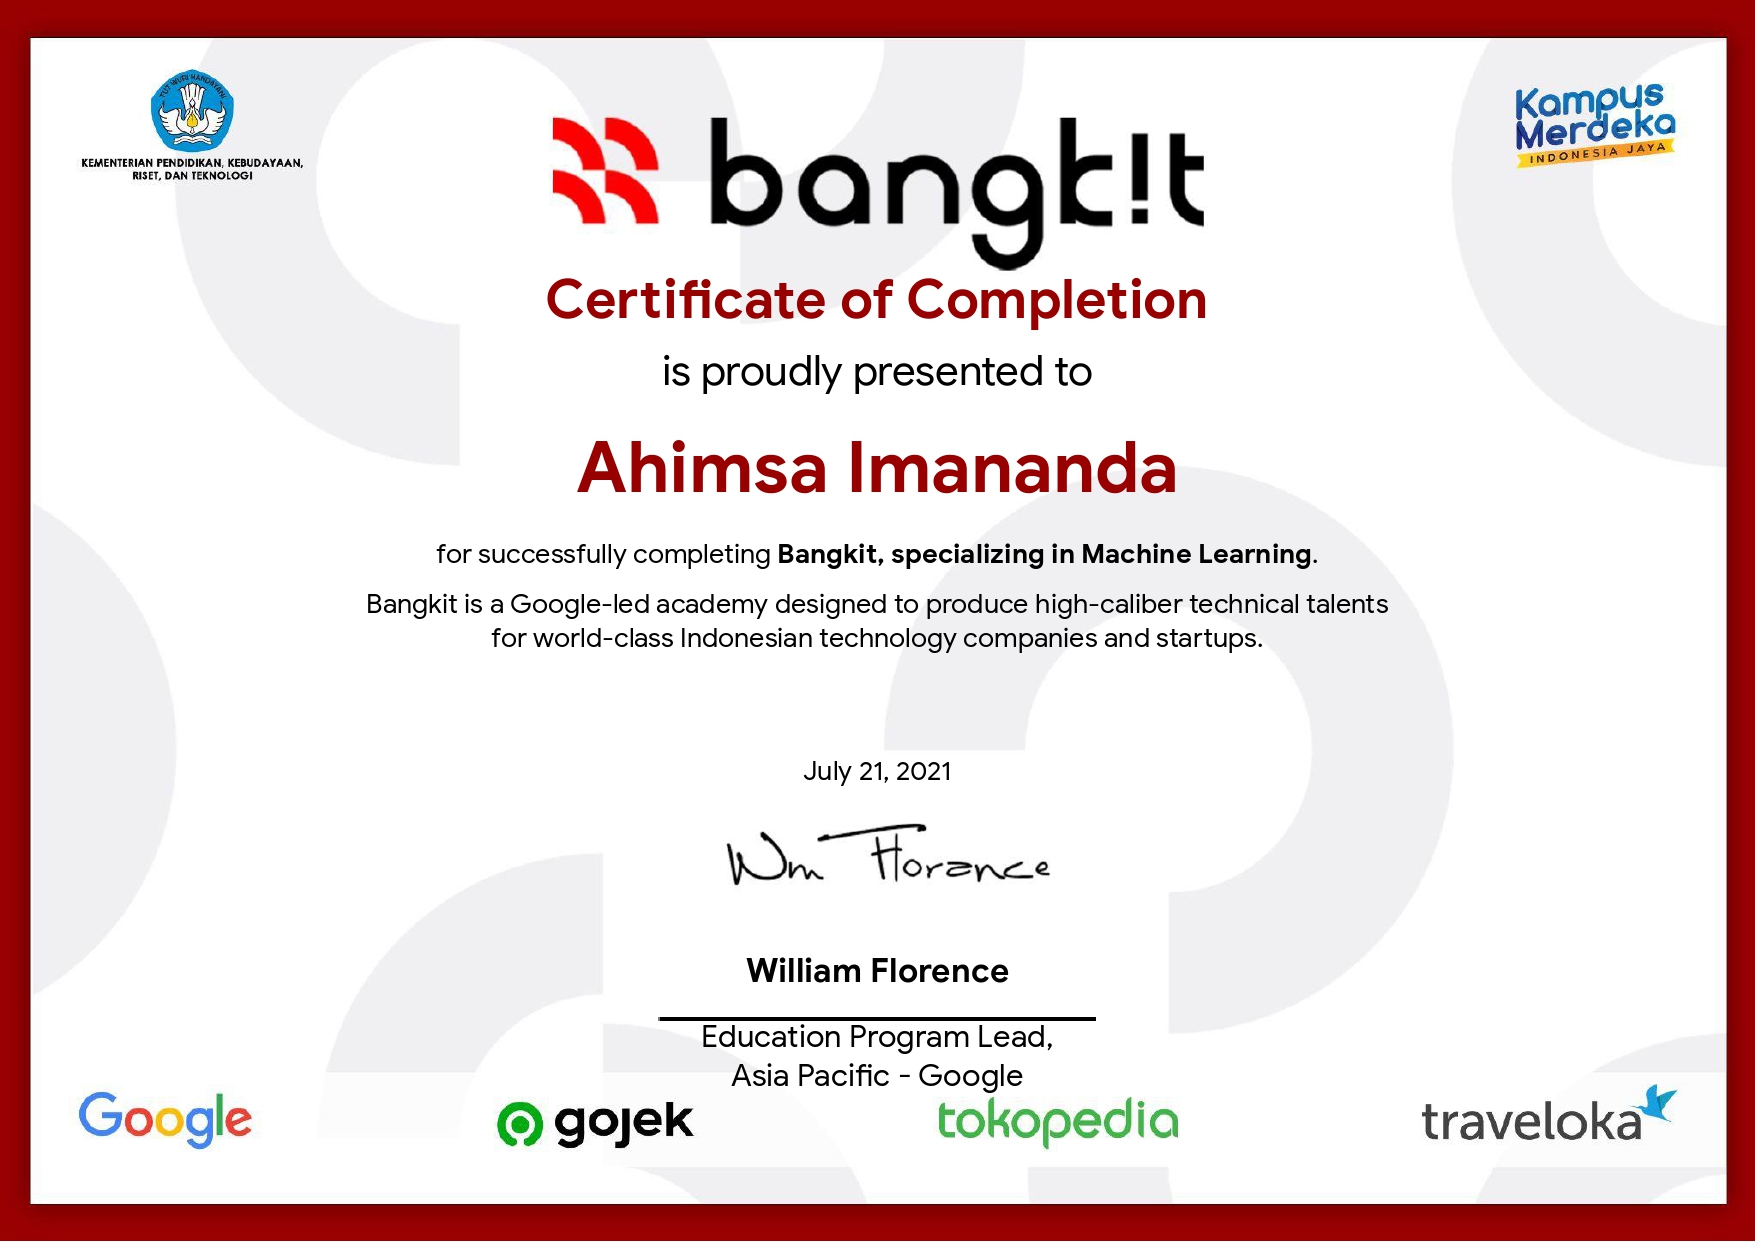 TUT WURI HANDAYANI
KEMENTERIAN PENDIDIKAN, KEBUDAYAAN,
RISET, DAN TEKNOLOGI
Kampus
Merdeka
INDONESIA JAYA
bangk!t
Certificate of Completion
is proudly presented to
Ahimsa Imananda
for successfully completing Bangkit, specializing in Machine Learning.
Bangkit is a Google-led academy designed to produce high-caliber technical talents
for world-class Indonesian technology companies and startups.
July 21, 2021
Wm Florance
William Florence
Education Program Lead,
Asia Pacific - Google
Google
gojek
tokopedia
traveloka